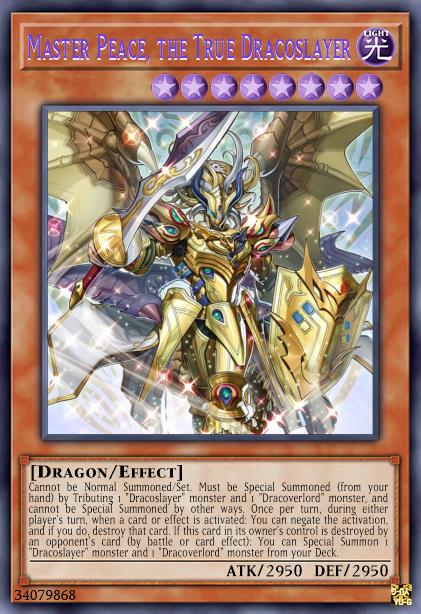 MASTER PEACE, THE TRUE DRACOSLAYER
LIGHT
光
[DRAGON/EFFECT]
Cannot be Normal Summoned/Set. Must be Special Summoned (from your
hand) by Tributing 1 "Dracoslayer" monster and 1 "Dracoverlord" monster, and
cannot be Special Summoned by other ways. Once per turn, during either
player's turn, when a card or effect is activated: You can negate the activation,
and if you do, destroy that card. If this card in its owner's control is destroyed by
an opponent's card (by battle or card effect): You can Special Summon 1
"Dracoslayer" monster and 1 "Dracoverlord" monster from your Deck.
ATK/2950 DEF/2950
34079868